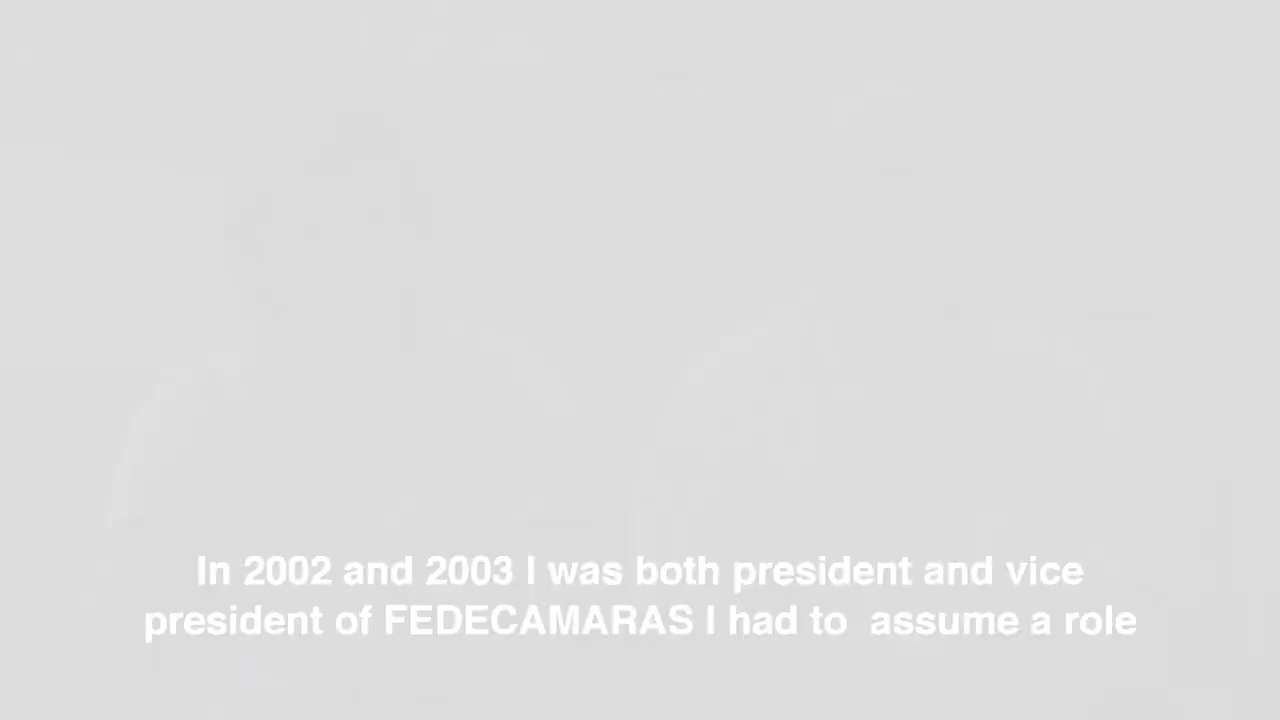 In 2002 and 2003 I was both president and vice
president of FEDECAMARAS I had to  assume a role